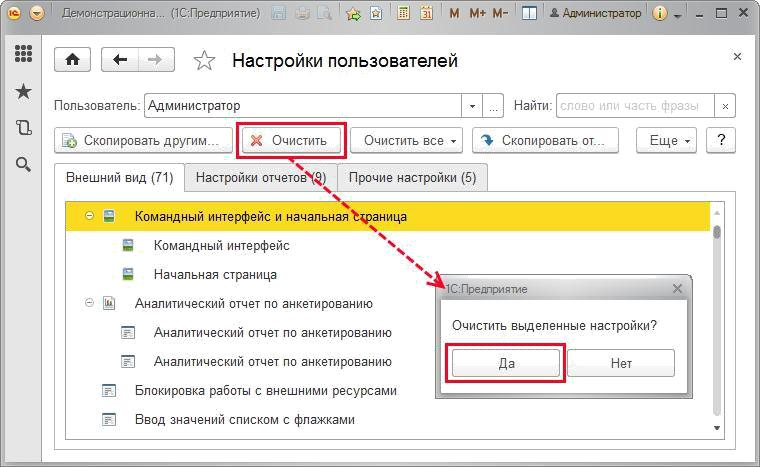 Демонстрационна... (1С:Предприятие) M M+ M- Администратор
Настройки пользователей
Пользователь: Администратор ... Найти: слово или часть фразы ×
Скопировать другим... Очистить Очистить все Скопировать от... Еще ?
Внешний вид (71) Настройки отчетов (9) Прочие настройки (5)
Командный интерфейс и начальная страница
Командный интерфейс
Начальная страница
Аналитический отчет по анкетированию
Аналитический отчет по анкетированию
Аналитический отчет по анкетированию
Блокировка работы с внешними ресурсами
Ввод значений списком с флажками
1С:Предприятие
Очистить выделенные настройки?
Да Нет